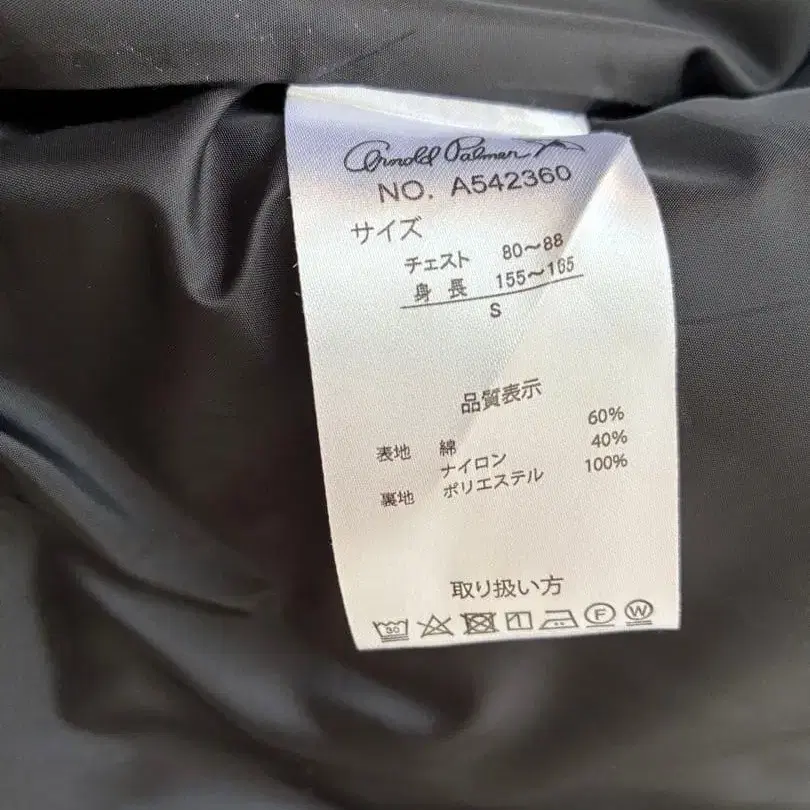 Arnold Palmer
NO. A542360
サイズ
チェスト 80~88
身長 155~165
S
品質表示
表地 綿 60%
ナイロン 40%
裏地 ポリエステル 100%
取り扱い方
30 F W